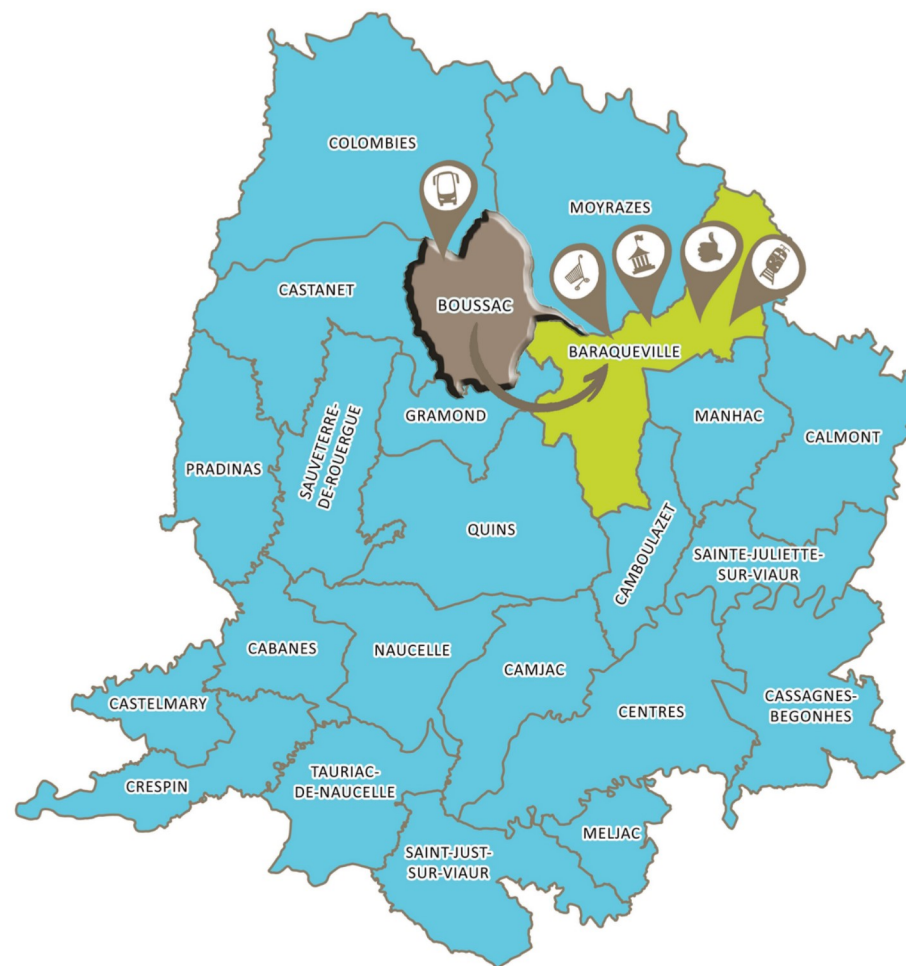 COLOMBIES
MOYRAZES
CASTANET
BOUSSAC
BARAQUEVILLE
GRAMOND
MANHAC
CALMONT
PRADINAS
SAUVETERRE-
DE-ROUERGUE
QUINS
CAMBOULAZET
SAINTE-JULIETTE-
SUR-VIAUR
CABANES
NAUCELLE
CAMJAC
CASTELMARY
CENTRES
CASSAGNES-
BEGONHES
CRESPIN
TAURIAC-
DE-NAUCELLE
MELJAC
SAINT-JUST-
SUR-VIAUR